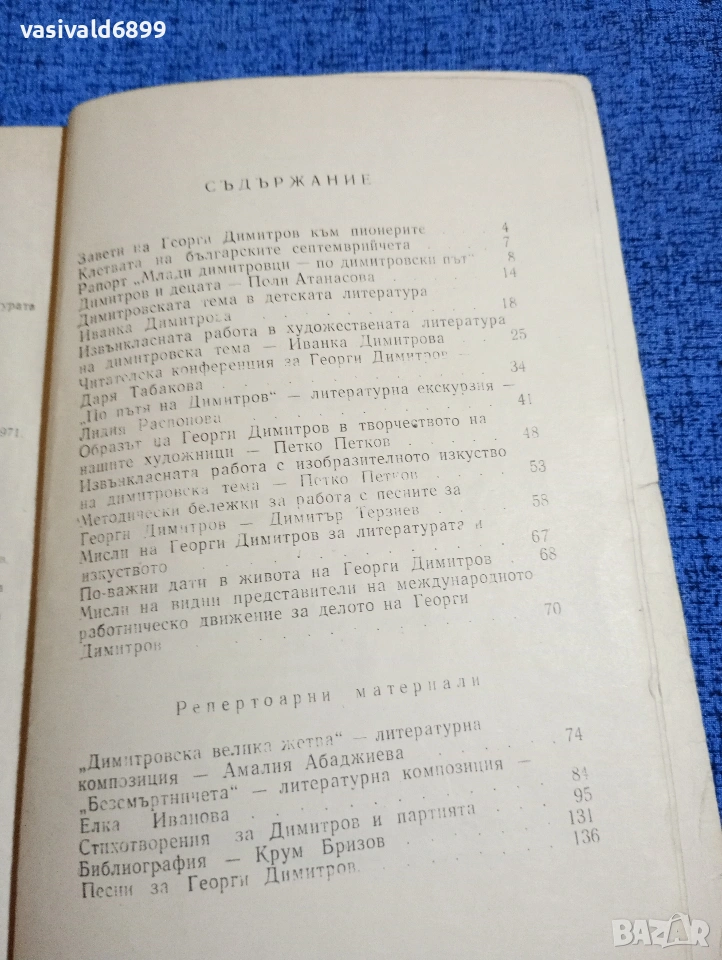 vasivald6899
урата
1971.
СЪДЪРЖАНИЕ
Завети на Георги Димитров към пионерите . . . 4
Клетвата на българските септемврийчета . . . 7
Рапорт „Млади димитровци — по димитровски път“ 8
Димитров и децата — Поли Атанасова . . . 14
Димитровската тема в детската литература
Иванка Димитрова . . . 18
Извънкласната работа в художествената литература
на димитровска тема — Иванка Димитрова . . . 25
Читателска конференция за Георги Димитров —
Даря Табакова . . . 34
„По пътя на Димитров“ — литературна екскурзия —
Лидия Распопова . . . 41
Образът на Георги Димитров в творчеството на
нашите художници — Петко Петков . . . 48
Извънкласната работа с изобразителното изкуство
на димитровска тема — Петко Петков . . . 53
Методически бележки за работа с песните за
Георги Димитров — Димитър Терзиев . . . 58
Мисли на Георги Димитров за литературата и
изкуството . . . 67
По-важни дати в живота на Георги Димитров . 68
Мисли на видни представители на международното
работническо движение за делото на Георги
Димитров . . . 70
Репертоарни материали
„Димитровска велика жетва“ — литературна
композиция — Амалия Абаджиева . . . 74
„Безсмъртничета“ — литературна композиция —
Елка Иванова . . . 84
Стихотворения за Димитров и партията . . . 95
Библиография — Крум Бризов . . . 131
Песни за Георги Димитров. . . . 136
БАZАР